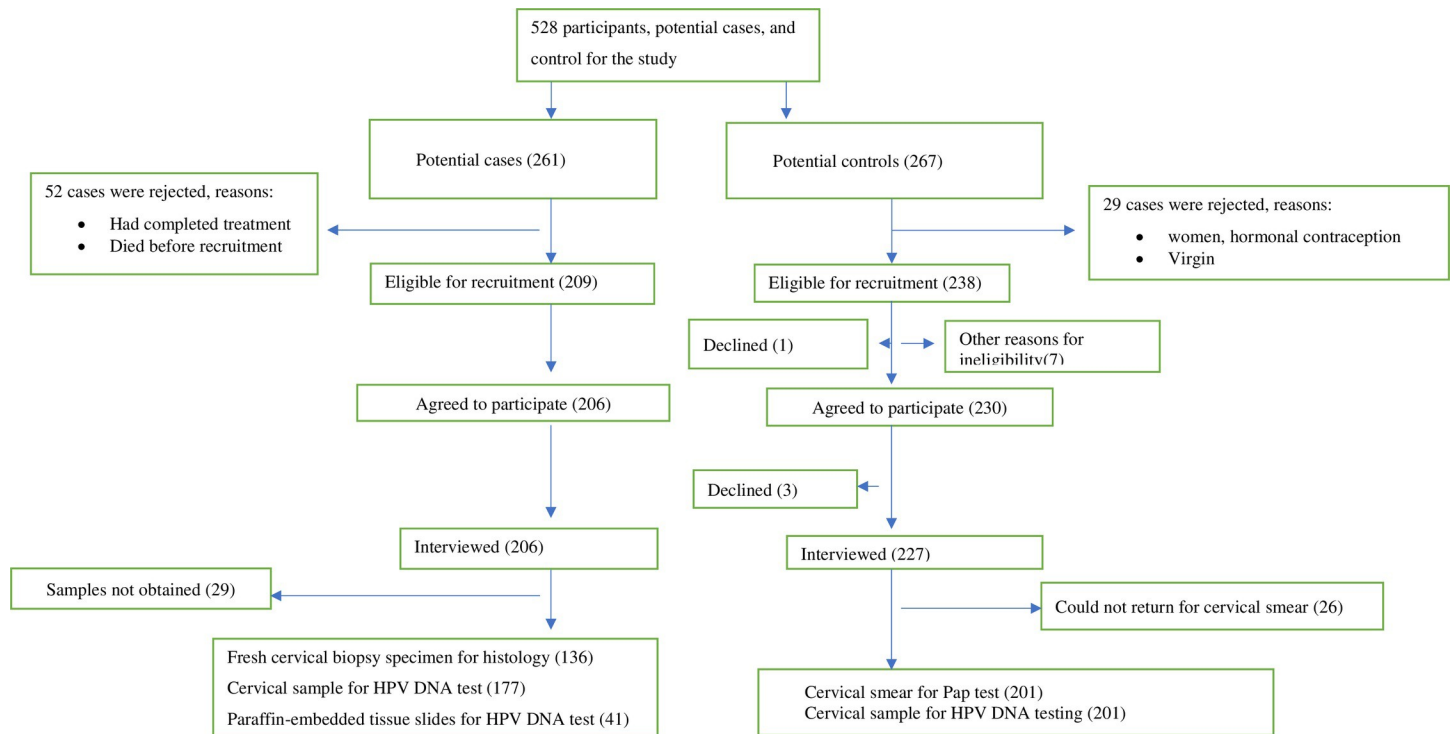 528 participants, potential cases, and
control for the study
Potential cases (261)
Potential controls (267)
52 cases were rejected, reasons:
• Had completed treatment
• Died before recruitment
29 cases were rejected, reasons:
• women, hormonal contraception
• Virgin
Eligible for recruitment (209)
Eligible for recruitment (238)
Declined (1)
Other reasons for
ineligibility(7)
Agreed to participate (206)
Agreed to participate (230)
Declined (3)
Interviewed (206)
Interviewed (227)
Samples not obtained (29)
Could not return for cervical smear (26)
Fresh cervical biopsy specimen for histology (136)
Cervical sample for HPV DNA test (177)
Paraffin-embedded tissue slides for HPV DNA test (41)
Cervical smear for Pap test (201)
Cervical sample for HPV DNA testing (201)